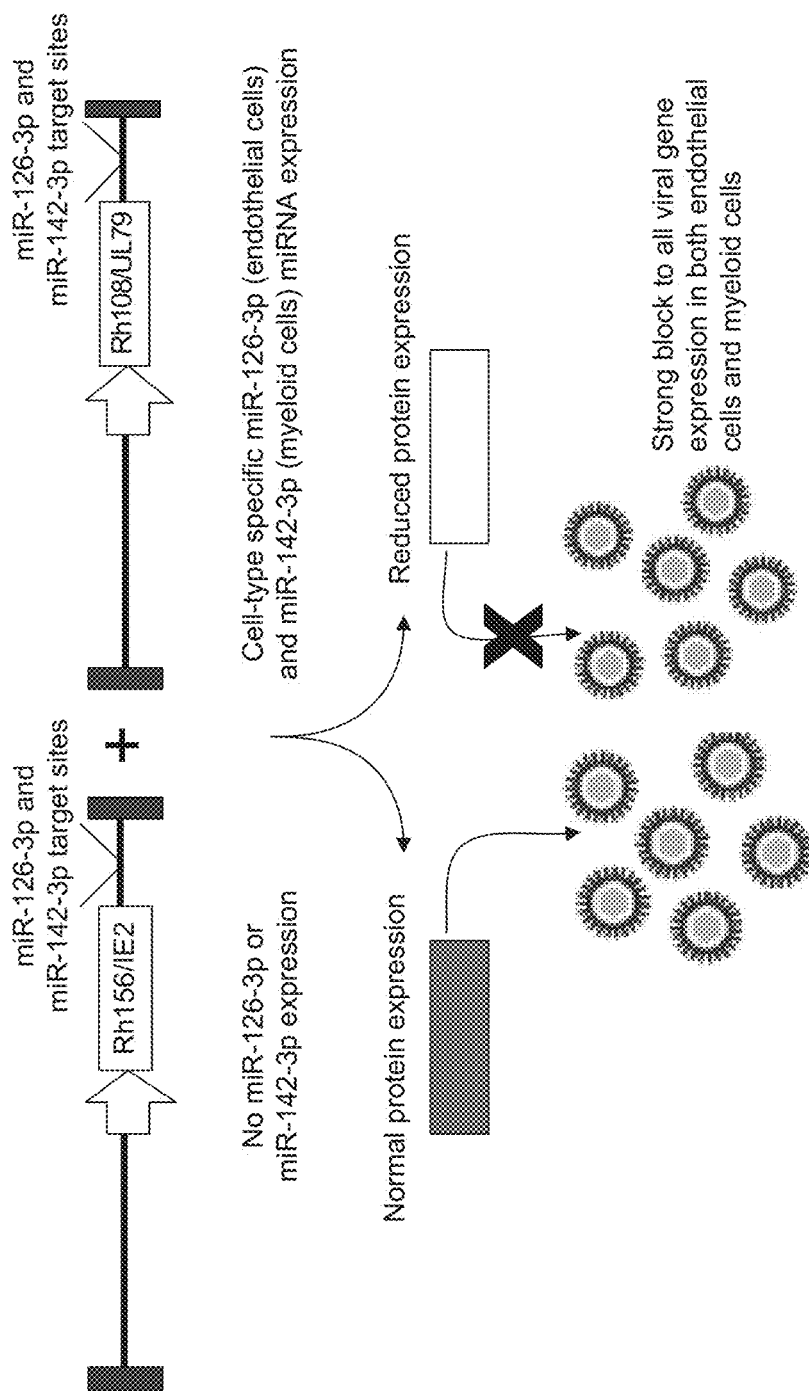 miR-126-3p and
miR-142-3p target sites
Rh156/IE2
+
miR-126-3p and
miR-142-3p target sites
Rh108/UL79
No miR-126-3p or
miR-142-3p expression
Cell-type specific miR-126-3p (endothelial cells)
and miR-142-3p (myeloid cells) miRNA expression
Normal protein expression
Reduced protein expression
Strong block to all viral gene
expression in both endothelial
cells and myeloid cells